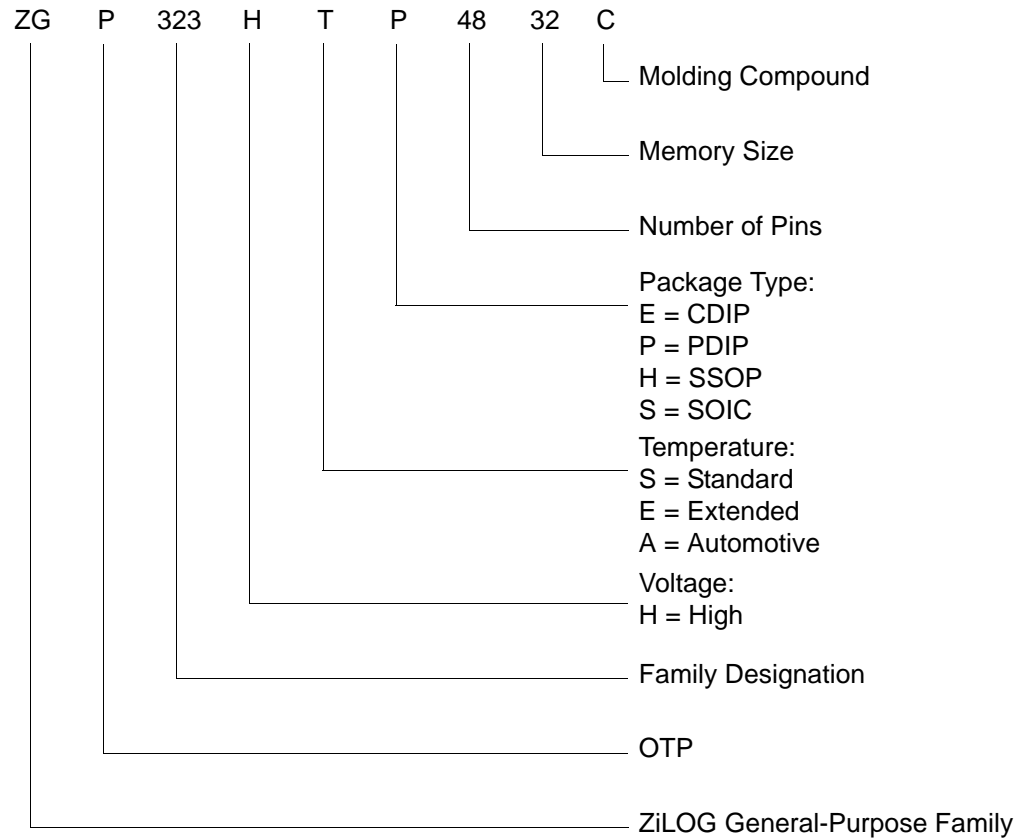 ZG P 323 H T P 48 32 C
Molding Compound
Memory Size
Number of Pins
Package Type:
E = CDIP
P = PDIP
H = SSOP
S = SOIC
Temperature:
S = Standard
E = Extended
A = Automotive
Voltage:
H = High
Family Designation
OTP
ZiLOG General-Purpose Family